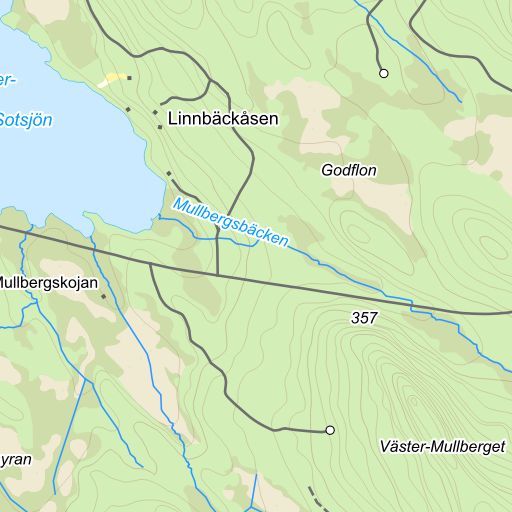 Sotsjön
Linnbäckåsen
Godflon
Mullbergsbäcken
Mullbergskojan
357
Väster-Mullberget